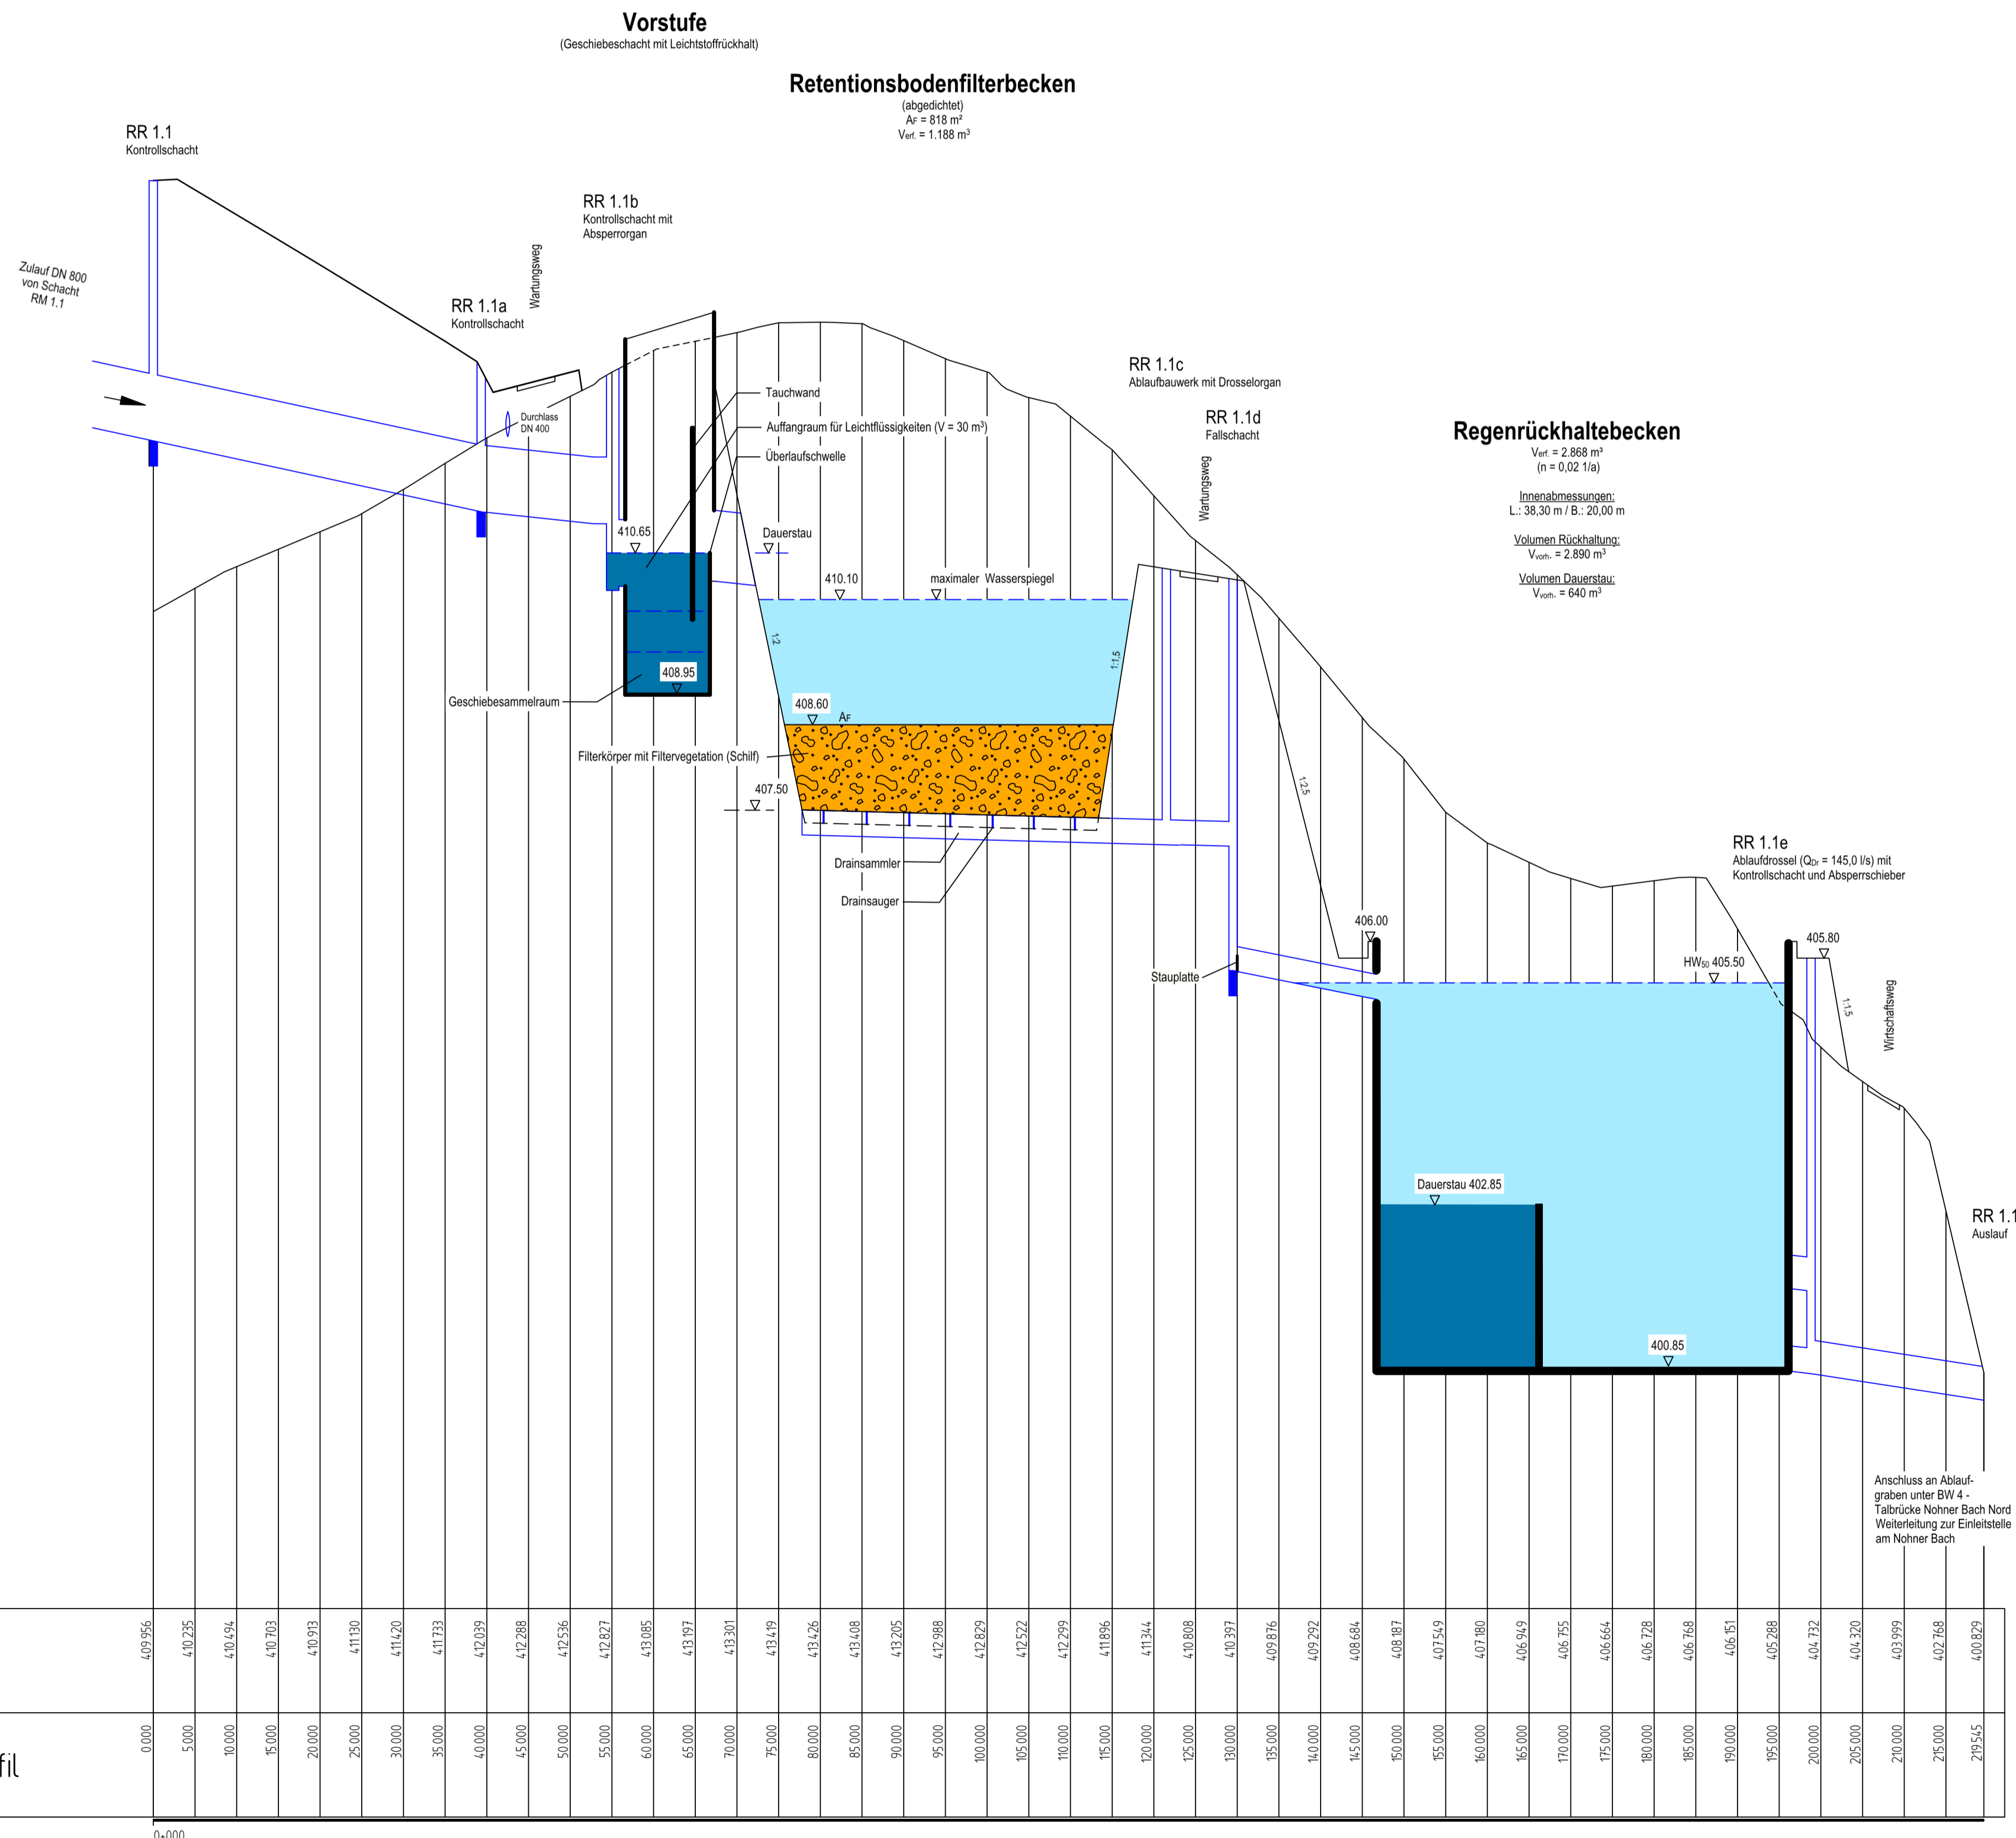 Vorstufe
(Geschiebeschacht mit Leichtstoffrückhalt)
Retentionsbodenfilterbecken
(abgedichtet)
AF = 818 m²
Verf. = 1.188 m³
RR 1.1
Kontrollschacht
RR 1.1b
Kontrollschacht mit
Absperrorgan
Zulauf DN 800
von Schacht
RM 1.1
RR 1.1a
Kontrollschacht
Wartungsweg
Durchlass
DN 400
Tauchwand
Auffangraum für Leichtflüssigkeiten (V = 30 m³)
Überlaufschwelle
RR 1.1c
Ablaufbauwerk mit Drosselorgan
RR 1.1d
Fallschacht
Wartungsweg
Regenrückhaltebecken
Verf. = 2.868 m³
(n = 0,02 1/a)
Innenabmessungen:
L.: 38,30 m / B.: 20,00 m
Volumen Rückhaltung:
Vvorh. = 2.890 m³
Volumen Dauerstau:
Vvorh. = 640 m³
410.65
Dauerstau
410.10
maximaler Wasserspiegel
1:2
1:1,5
408.95
Geschiebesammelraum
408.60
AF
Filterkörper mit Filtervegetation (Schilf)
407.50
1:2,5
Drainsammler
Drainsauger
RR 1.1e
Ablaufdrossel (QDr = 145,0 l/s) mit
Kontrollschacht und Absperrschieber
406.00
405.80
HW50 405.50
Stauplatte
1:1,5
Wirtschaftsweg
Dauerstau 402.85
RR 1.1
Auslauf
400.85
Anschluss an Ablauf-
graben unter BW 4 -
Talbrücke Nohner Bach Nord
Weiterleitung zur Einleitstelle
am Nohner Bach
409.956 410.235 410.494 410.703 410.913 411.130 411.420 411.733 412.039 412.288 412.536 412.827 413.085 413.197 413.301 413.419 413.426 413.408 413.205 412.988 412.829 412.522 412.299 411.896 411.344 410.808 410.397 409.876 409.292 408.684 408.187 407.549 407.180 406.949 406.755 406.664 406.728 406.768 406.151 405.288 404.732 404.320 403.999 402.768 400.829
0.000 5.000 10.000 15.000 20.000 25.000 30.000 35.000 40.000 45.000 50.000 55.000 60.000 65.000 70.000 75.000 80.000 85.000 90.000 95.000 100.000 105.000 110.000 115.000 120.000 125.000 130.000 135.000 140.000 145.000 150.000 155.000 160.000 165.000 170.000 175.000 180.000 185.000 190.000 195.000 200.000 205.000 210.000 215.000 219.545
fil
0+000